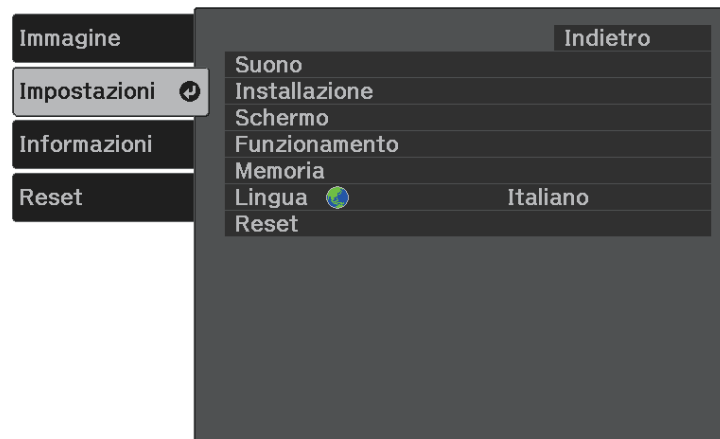 Immagine
Impostazioni
Informazioni
Reset
Indietro
Suono
Installazione
Schermo
Funzionamento
Memoria
Lingua Italiano
Reset